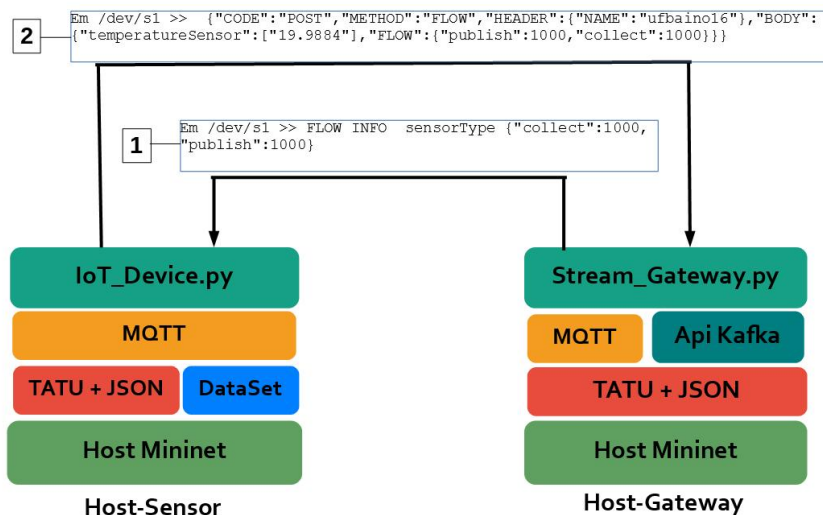 Em /dev/s1 >> {"CODE":"POST","METHOD":"FLOW","HEADER":{"NAME":"ufbaino16"},"BODY":
2
{"temperatureSensor":["19.9884"],"FLOW":{"publish":1000,"collect":1000}}}
Em /dev/s1 >> FLOW INFO sensorType {"collect":1000,
1
"publish":1000}
IoT_Device.py
Stream_Gateway.py
MQTT
MQTT
Api Kafka
TATU + JSON
DataSet
TATU + JSON
Host Mininet
Host Mininet
Host-Sensor
Host-Gateway